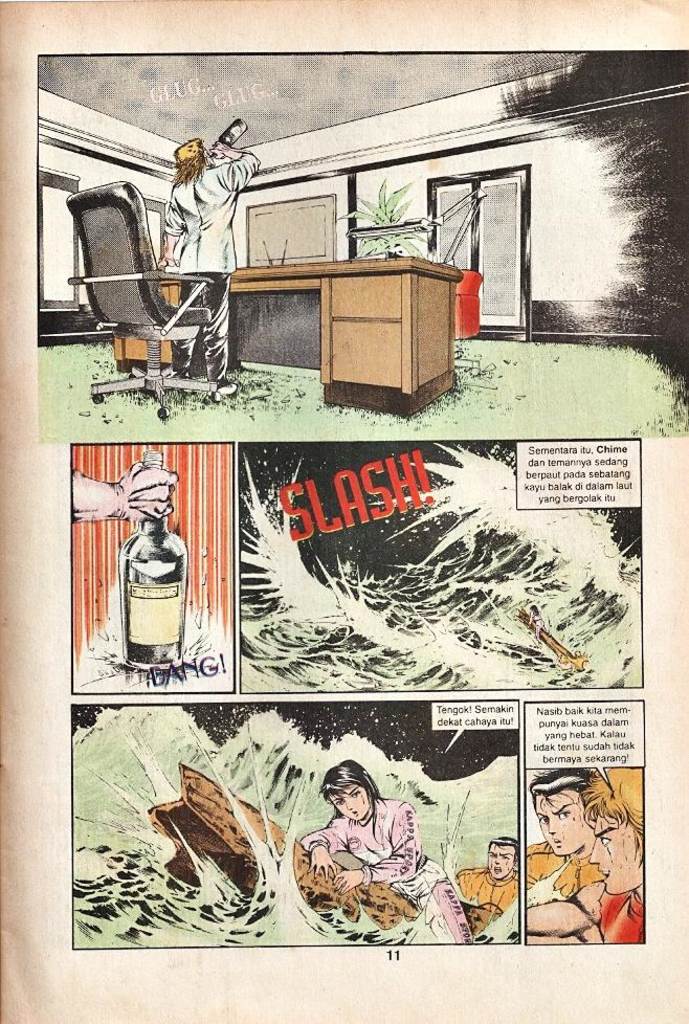 GLUG...
GLUG...
BANG!
SLASH!
Sementara itu, Chime
dan temannya sedang
berpaut pada sebatang
kayu balak di dalam laut
yang bergolak itu
Tengok! Semakin
dekat cahaya itu!
KAPPA
KAPPA
Nasib baik kita mem-
punyai kuasa dalam
yang hebat. Kalau
tidak tentu sudah tidak
bermaya sekarang!
11